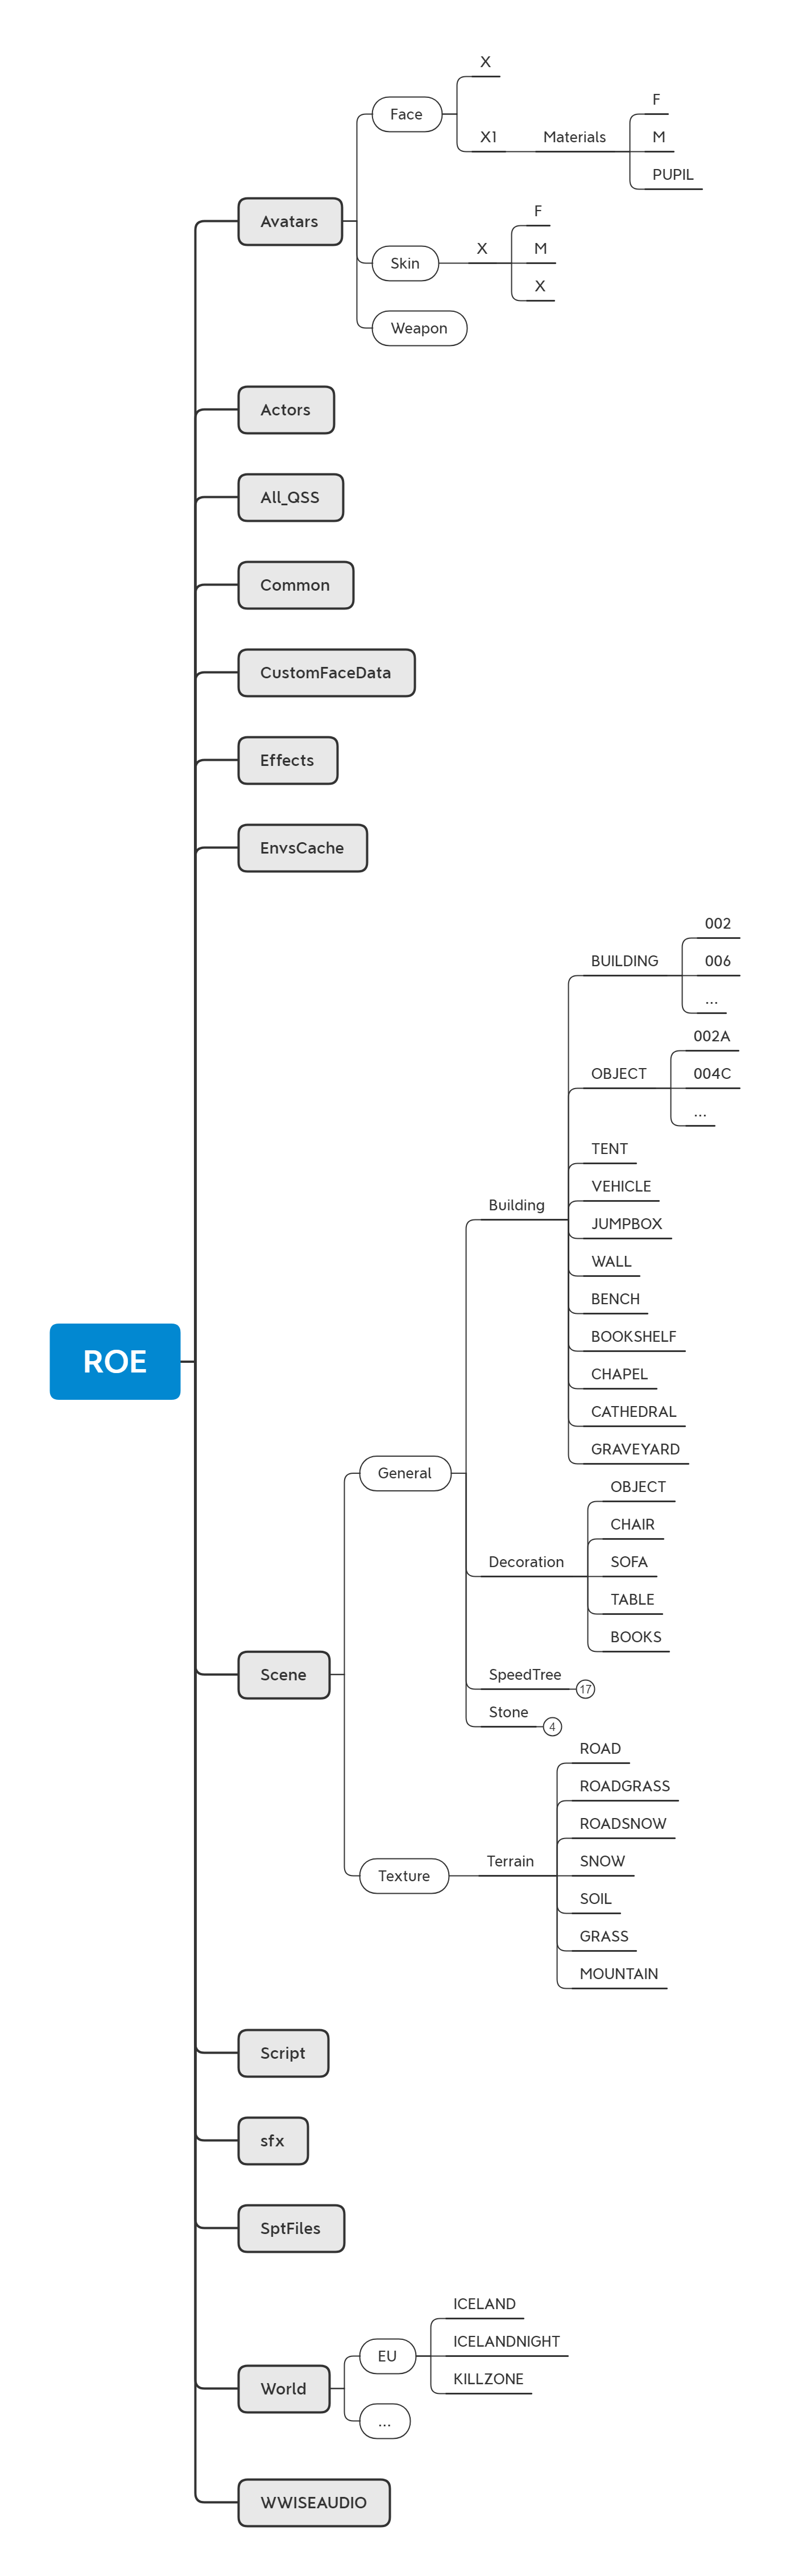 X
Face
F
X1
Materials
M
PUPIL
Avatars
F
Skin
X
M
X
Weapon
Actors
All_QSS
Common
CustomFaceData
Effects
EnvsCache
002
BUILDING
006
...
002A
OBJECT
004C
...
TENT
VEHICLE
Building
JUMPBOX
WALL
BENCH
BOOKSHELF
ROE
CHAPEL
CATHEDRAL
GRAVEYARD
General
OBJECT
CHAIR
Decoration
SOFA
TABLE
BOOKS
Scene
SpeedTree
17
Stone
4
ROAD
ROADGRASS
ROADSNOW
Texture
Terrain
SNOW
SOIL
GRASS
MOUNTAIN
Script
sfx
SptFiles
ICELAND
EU
ICELANDNIGHT
KILLZONE
World
...
WWISEAUDIO